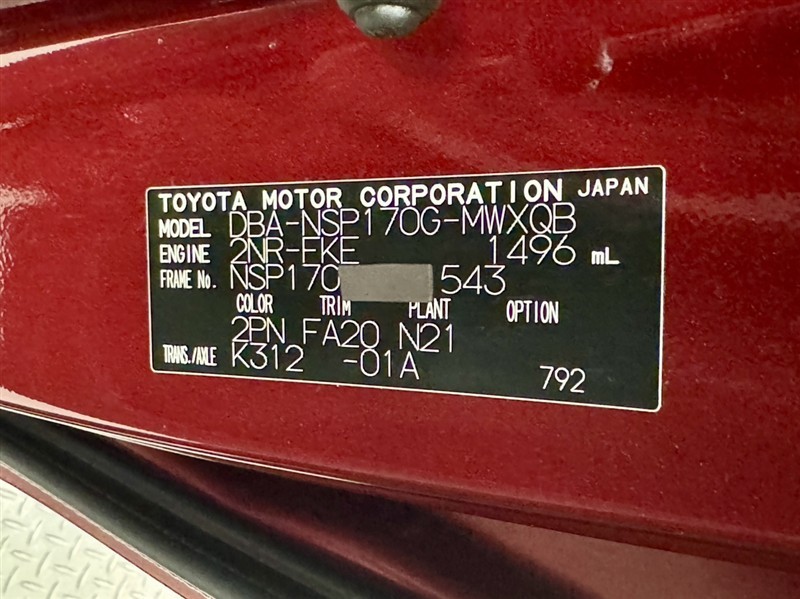 TOYOTA MOTOR CORPORATION JAPAN
MODEL DBA-NSP170G-MWXQB
ENGINE 2NR-FKE 1496 mL
FRAME No. NSP170 543
COLOR TRIM PLANT OPTION
2PN FA20 N21
TRANS./AXLE K312 -01A
792